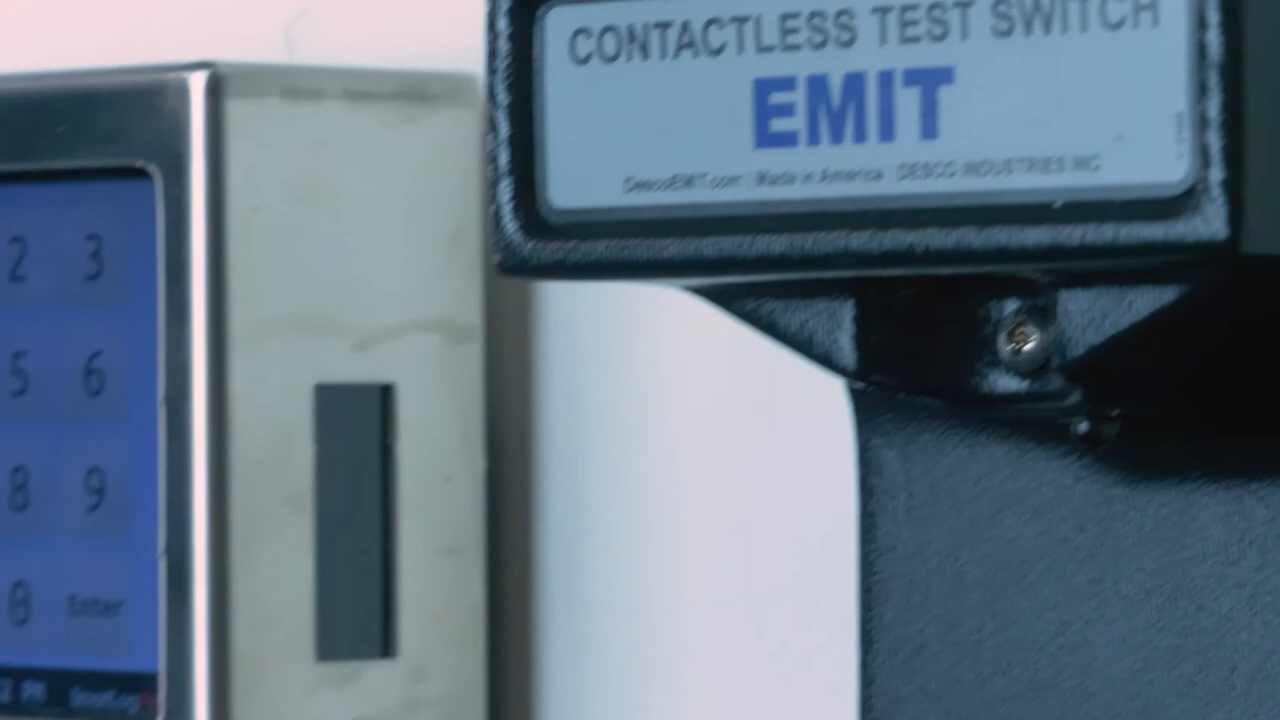 CONTACTLESS TEST SWITCH
EMIT
DescoEMIT.com | Made in America DESCO INDUSTRIES INC
2 3
5 6
8 9
0 Enter
PM